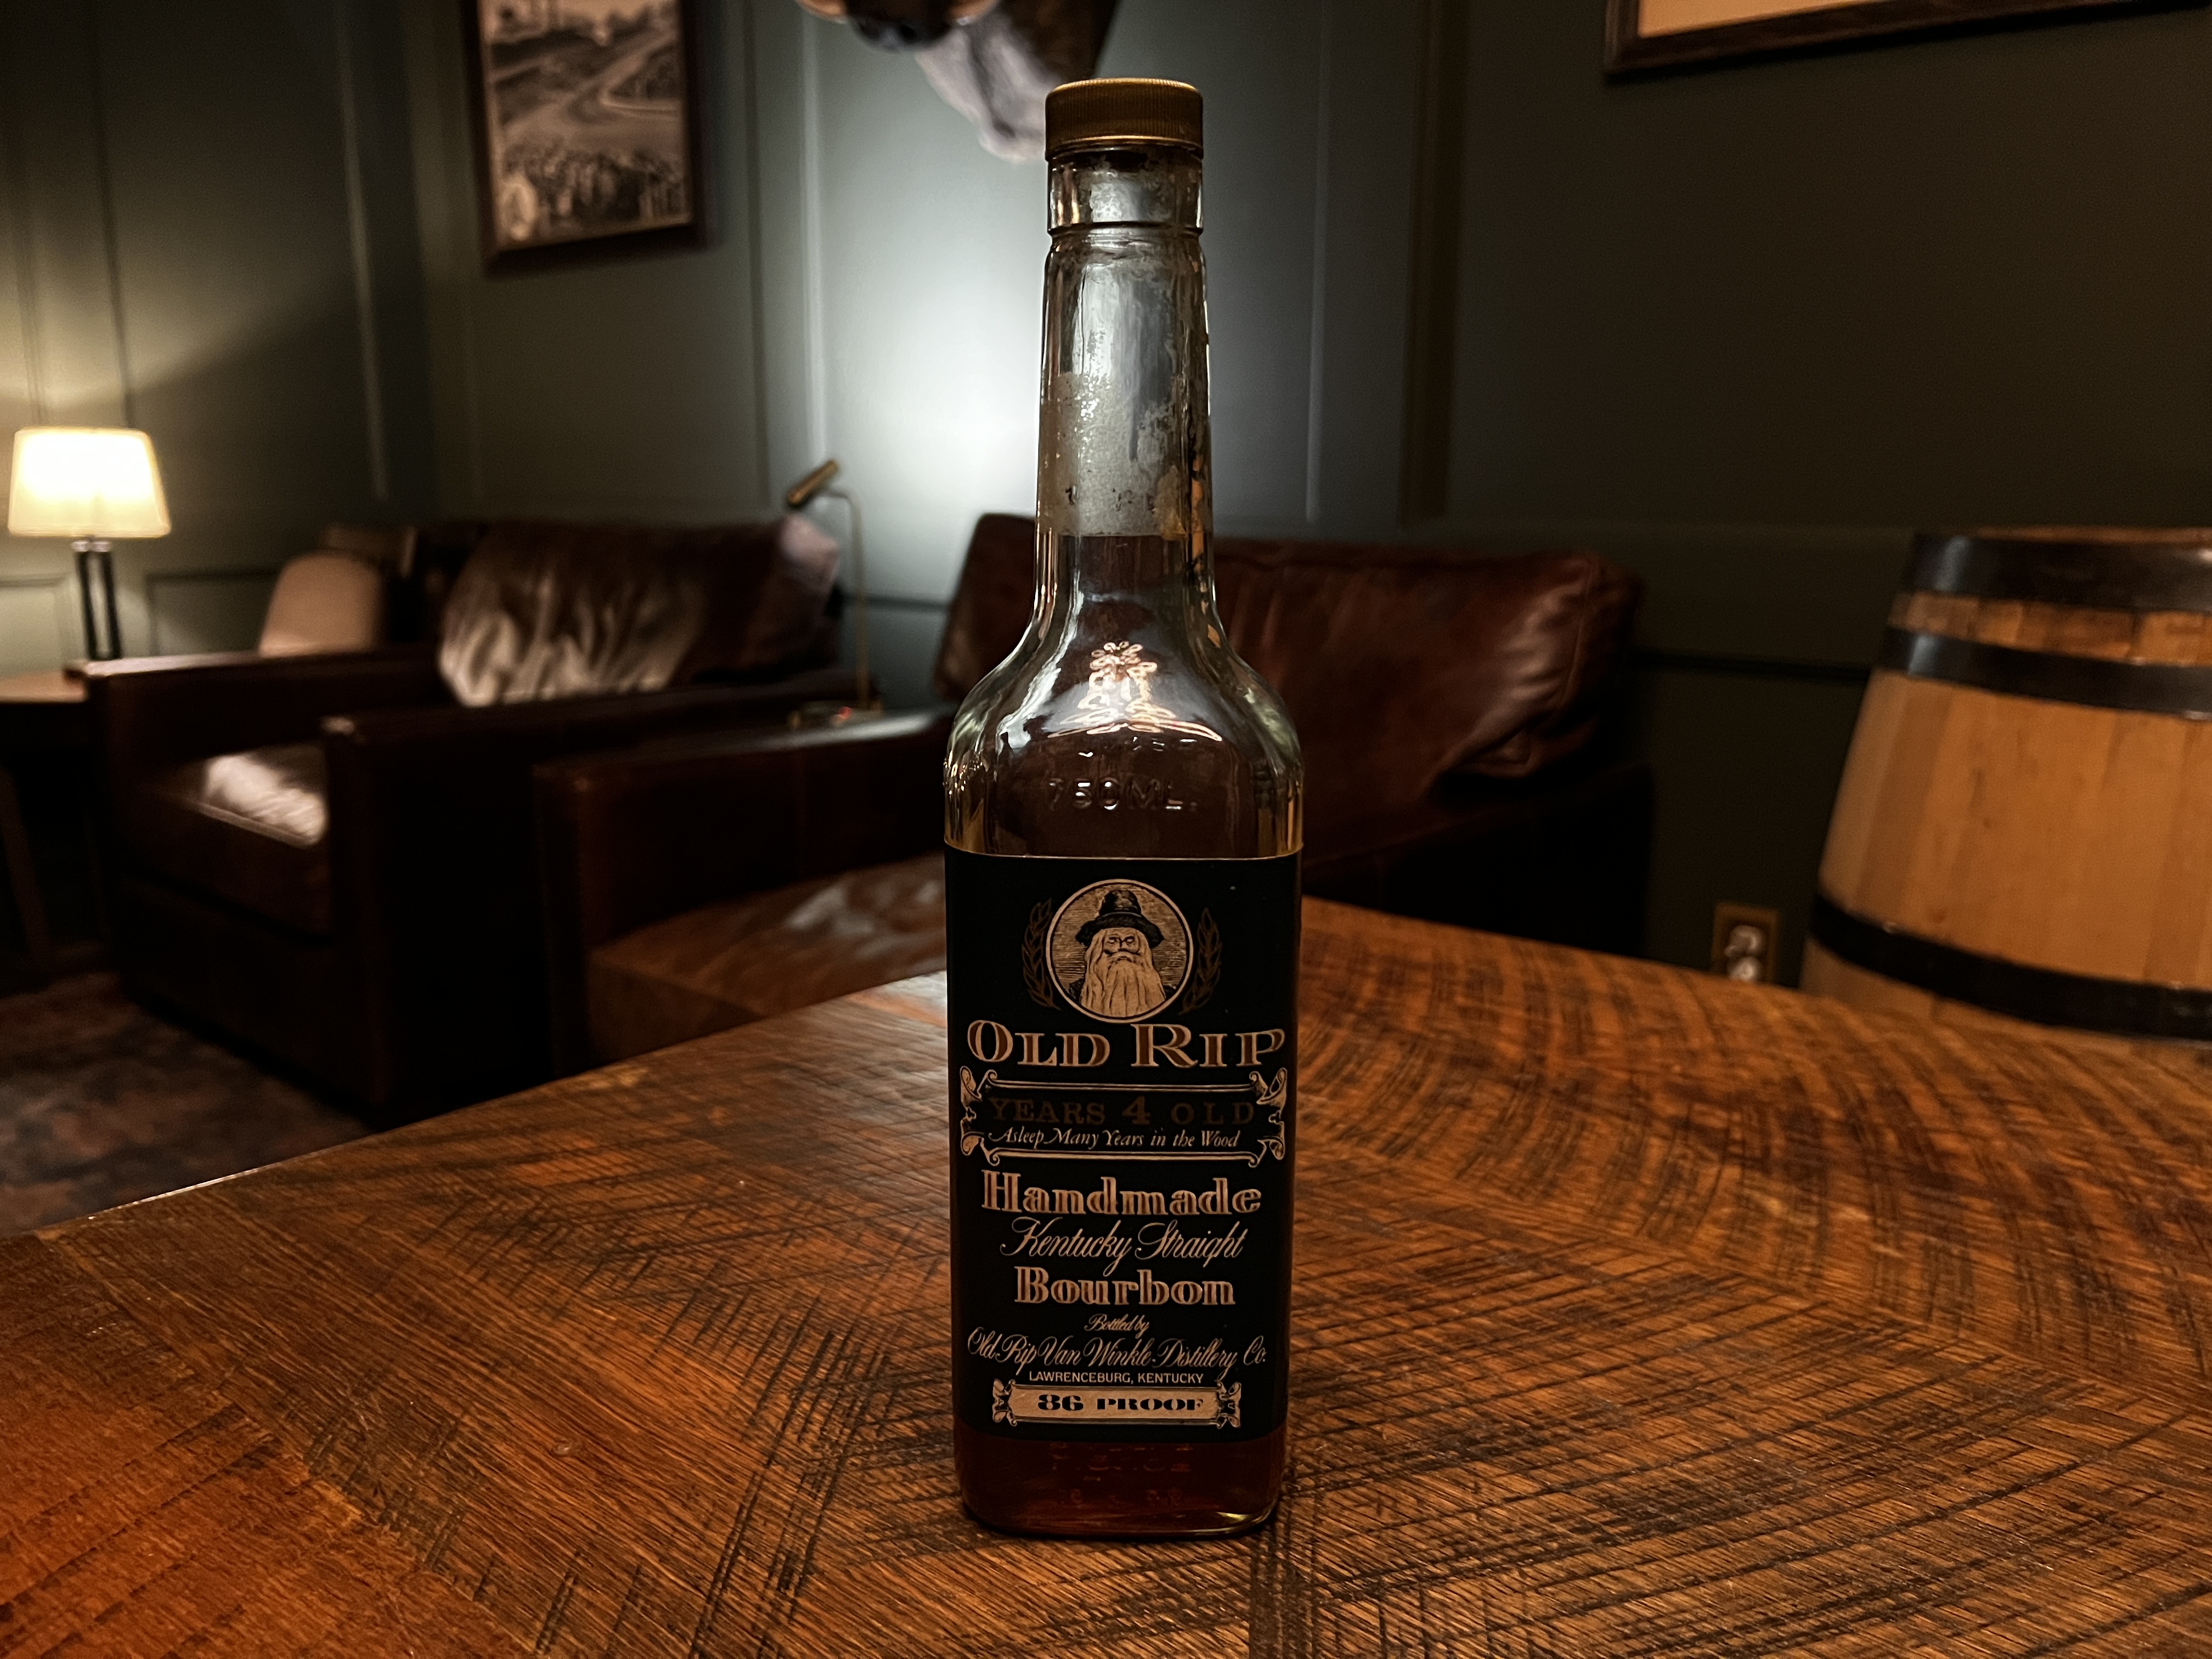 750ML.
OLD RIP
YEARS 4 OLD
Asleep Many Years in the Wood
Handmade
Kentucky Straight
Bourbon
Bottled by
Old Rip Van Winkle Distillery Co.
LAWRENCEBURG, KENTUCKY
86 PROOF